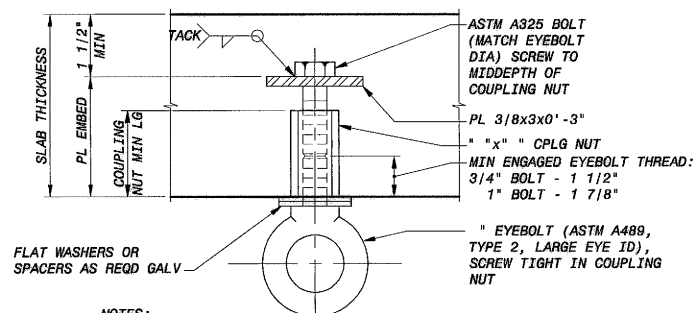 TACK
ASTM A325 BOLT
(MATCH EYEBOLT
DIA) SCREW TO
MIDDEPTH OF
COUPLING NUT
PL 3/8x3x0'-3"
" "x" " CPLG NUT
MIN ENGAGED EYEBOLT THREAD:
3/4" BOLT - 1 1/2"
1" BOLT - 1 7/8"
" EYEBOLT (ASTM A489,
TYPE 2, LARGE EYE ID),
SCREW TIGHT IN COUPLING
NUT
SLAB THICKNESS
1 1/2"
MIN
PL EMBED
COUPLING
NUT MIN LG
FLAT WASHERS OR
SPACERS AS REQD GALV
NOTES: